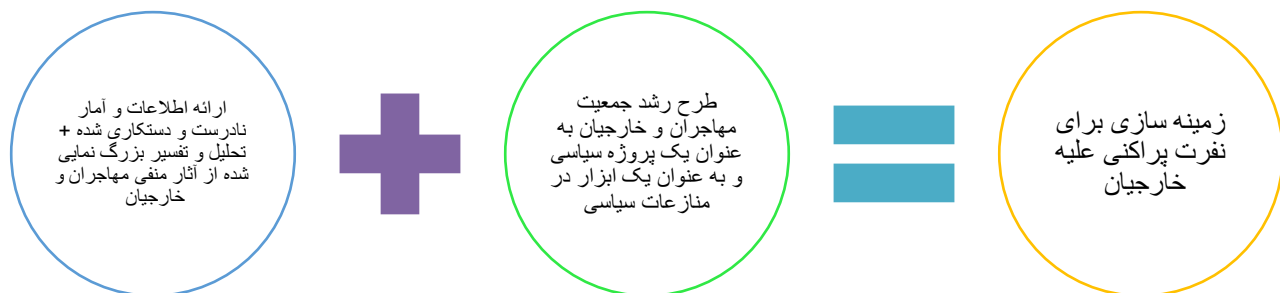 ارائه اطلاعات و آمار
نادرست و دستکاری شده +
تحلیل و تفسیر بزرگ نمایی
شده از آثار منفی مهاجران و
خارجیان
طرح رشد جمعیت
مهاجران و خارجیان به
عنوان یک پروژه سیاسی
و به عنوان یک ابزار در
منازعات سیاسی
زمینه سازی برای
نفرت پراکنی علیه
خارجیان